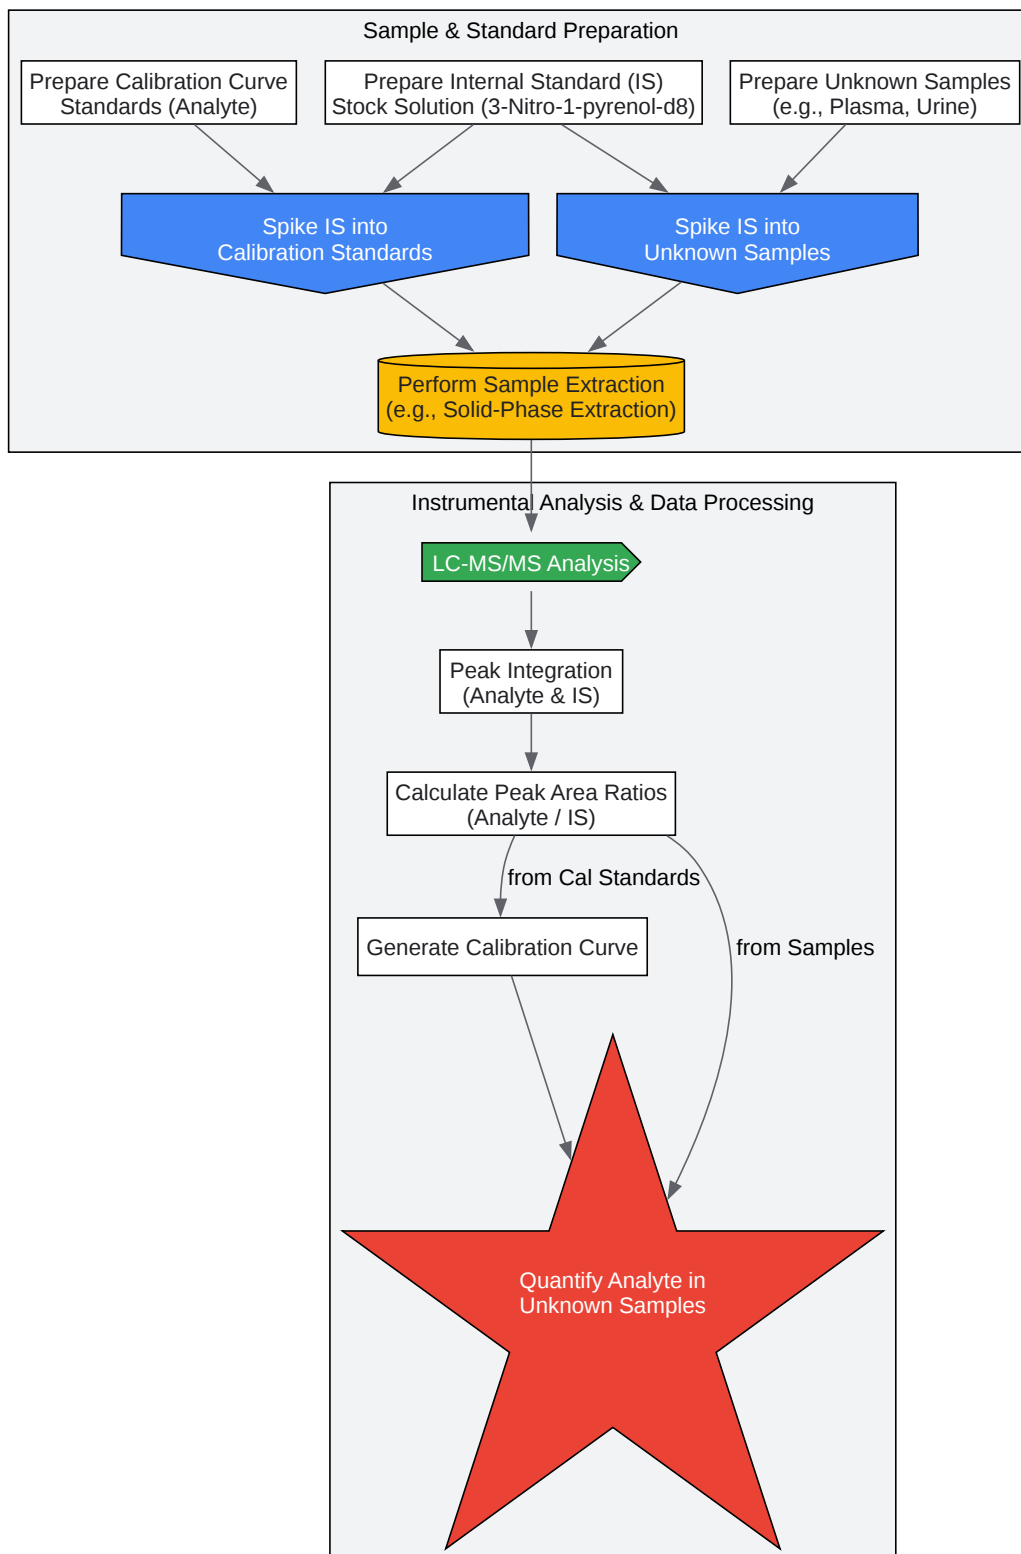 Sample & Standard Preparation
Prepare Calibration Curve
Standards (Analyte)
Prepare Internal Standard (IS)
Stock Solution (3-Nitro-1-pyrenol-d8)
Prepare Unknown Samples
(e.g., Plasma, Urine)
Spike IS into
Calibration Standards
Spike IS into
Unknown Samples
Perform Sample Extraction
(e.g., Solid-Phase Extraction)
Instrumental Analysis & Data Processing
LC-MS/MS Analysis
Peak Integration
(Analyte & IS)
Calculate Peak Area Ratios
(Analyte / IS)
from Cal Standards
Generate Calibration Curve
from Samples
Quantify Analyte in
Unknown Samples